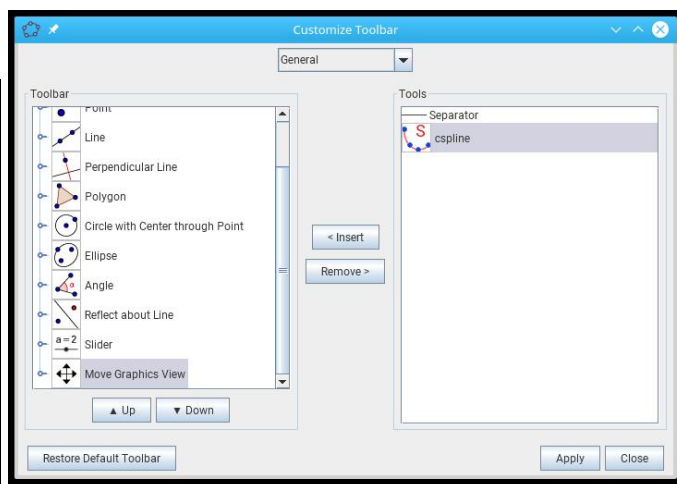 Customize Toolbar
General
Toolbar
Point
Line
Perpendicular Line
Polygon
Circle with Center through Point
Ellipse
α
Angle
Reflect about Line
a=2
Slider
Move Graphics View
▲ Up
▼ Down
< Insert
Remove >
Tools
Separator
S
cspline
Restore Default Toolbar
Apply
Close